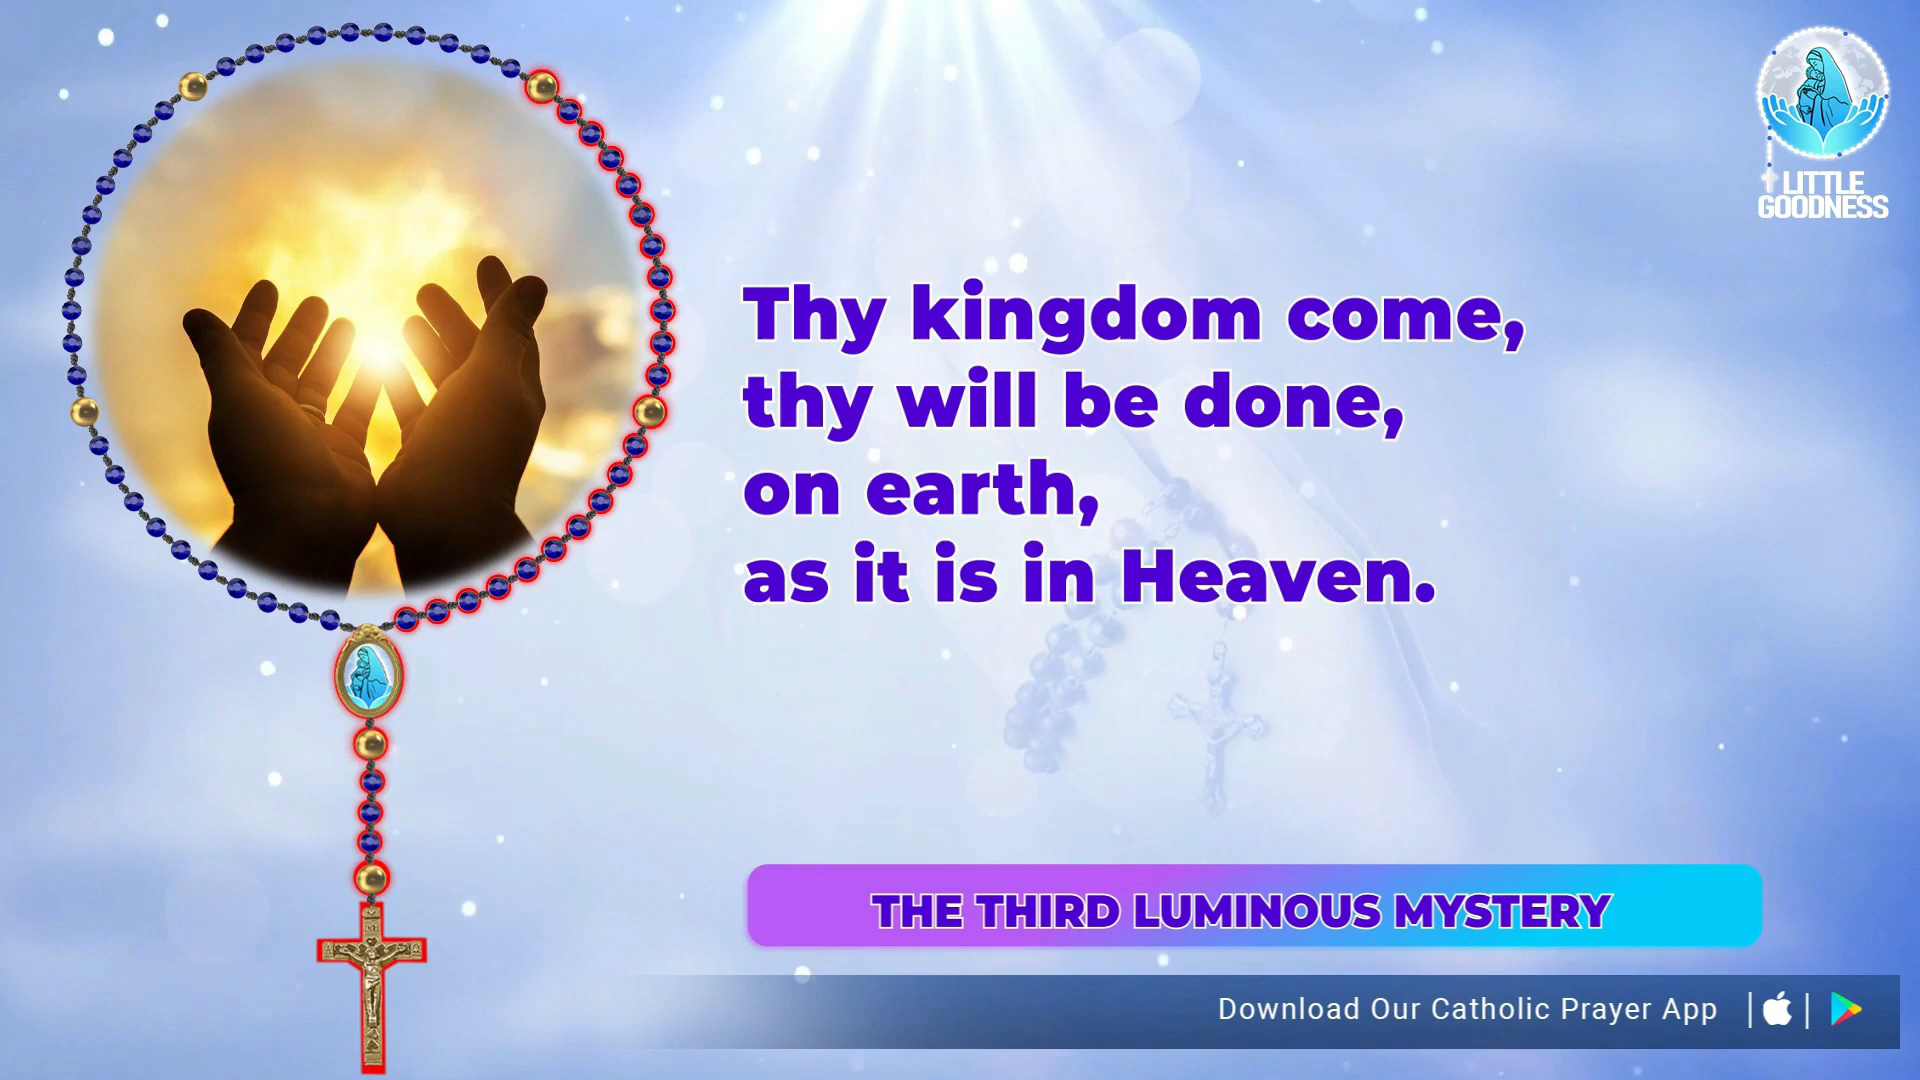 LITTLE
GOODNESS
Thy kingdom come,
thy will be done,
on earth,
as it is in Heaven.
INRI
THE THIRD LUMINOUS MYSTERY
Download Our Catholic Prayer App